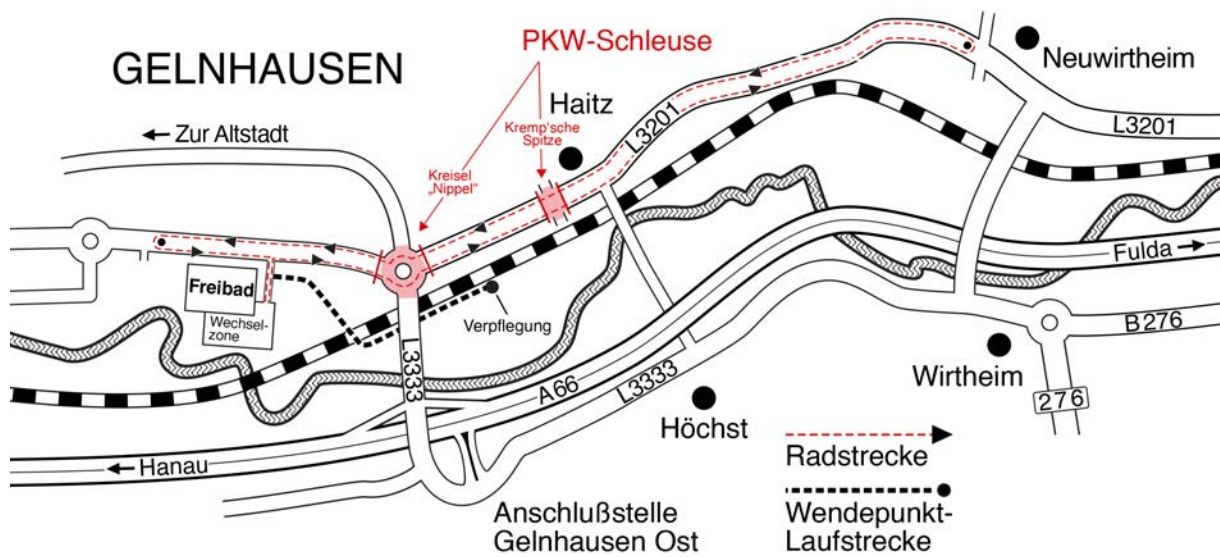 GELNHAUSEN
PKW-Schleuse
Neuwirtheim
Haitz
Zur Altstadt
Kremp'sche
Spitze
L3201
L3201
Kreisel
„Nippel"
Fulda
Freibad
Wechsel-
zone
Verpflegung
L3333
A66
L3333
B276
Wirtheim
276
Höchst
Hanau
Radstrecke
Anschlußstelle
Gelnhausen Ost
Wendepunkt-
Laufstrecke